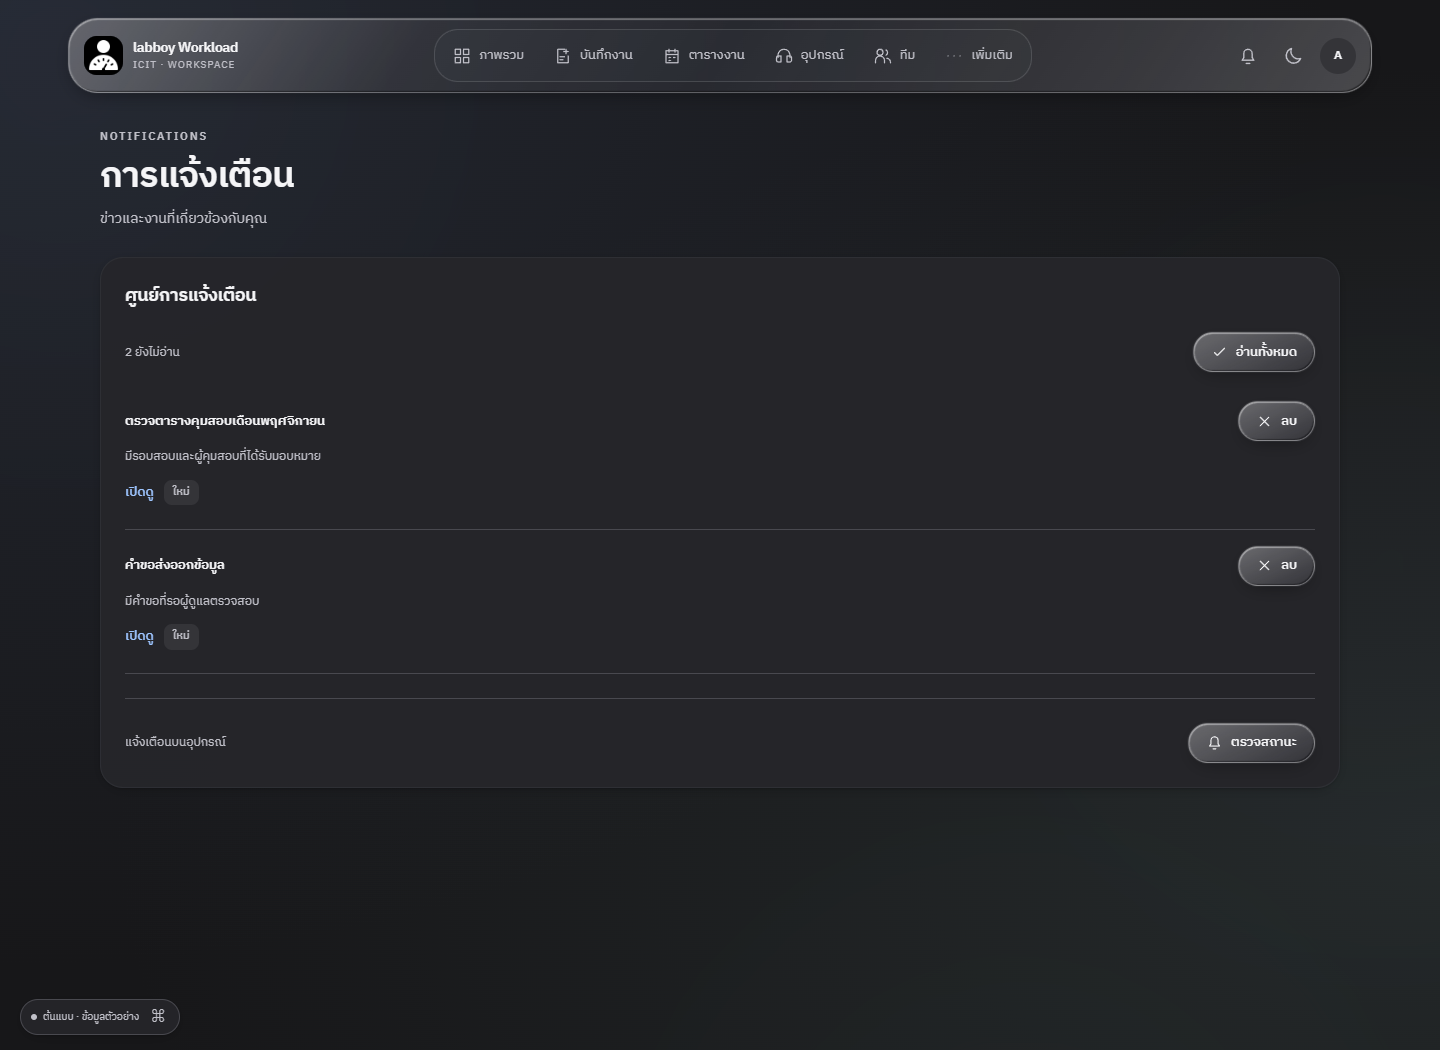 labboy Workload
ICIT · WORKSPACE
ภาพรวม
บันทึกงาน
ตารางงาน
อุปกรณ์
ทีม
เพิ่มเติม
A
NOTIFICATIONS
การแจ้งเตือน
ข่าวและงานที่เกี่ยวข้องกับคุณ
ศูนย์การแจ้งเตือน
2 ยังไม่อ่าน
อ่านทั้งหมด
ตรวจตารางคุมสอบเดือนพฤศจิกายน
ลบ
มีรอบสอบและผู้คุมสอบที่ได้รับมอบหมาย
เปิดดู
ใหม่
คำขอส่งออกข้อมูล
ลบ
มีคำขอที่รอผู้ดูแลตรวจสอบ
เปิดดู
ใหม่
แจ้งเตือนบนอุปกรณ์
ตรวจสถานะ
ต้นแบบ · ข้อมูลตัวอย่าง ⌘